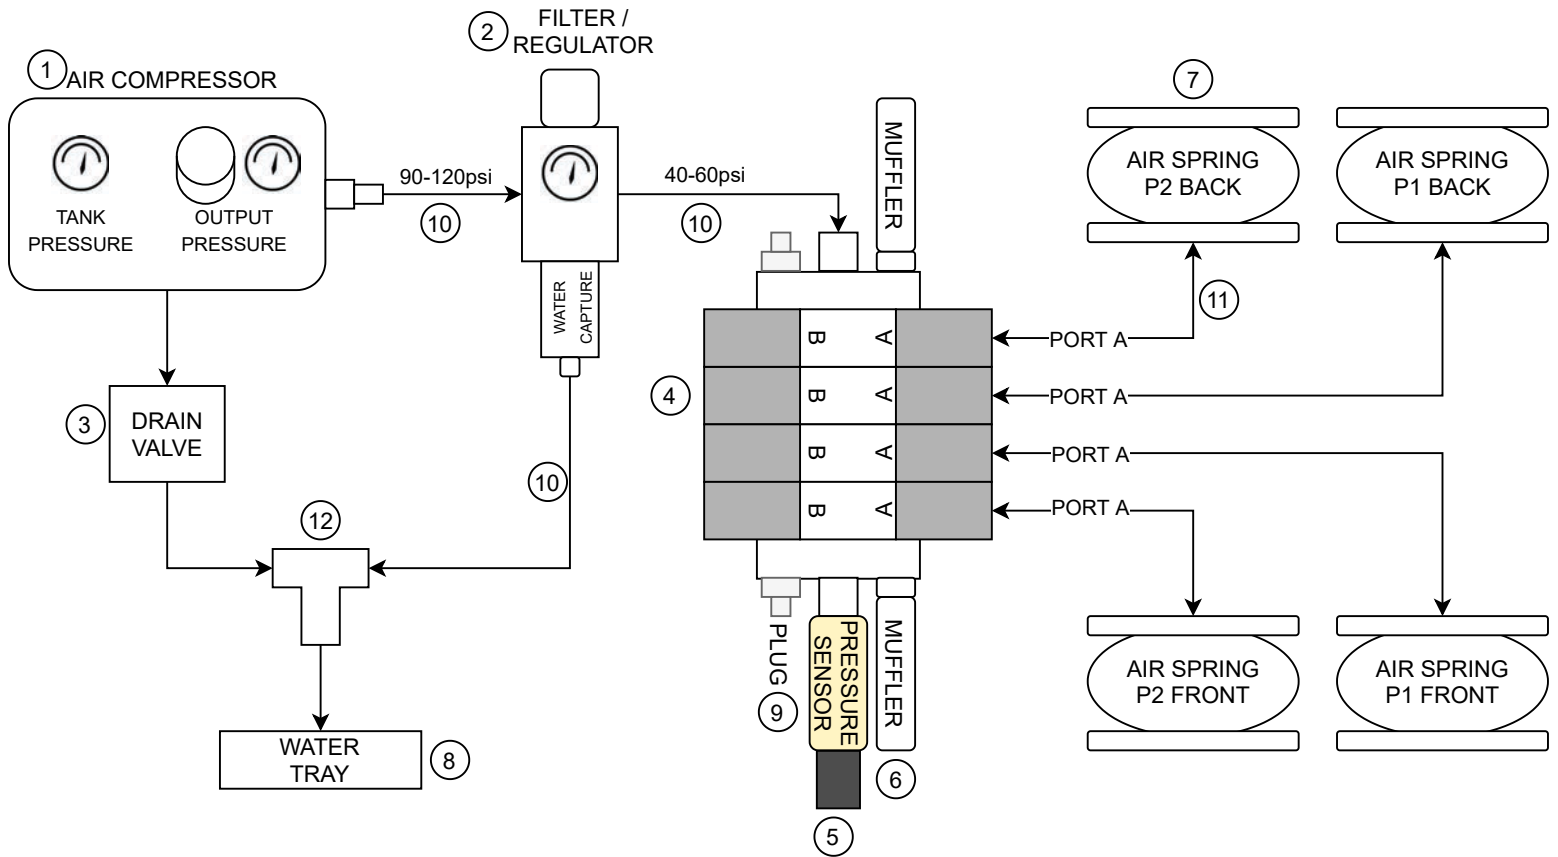 1
AIR COMPRESSOR
TANK
PRESSURE
OUTPUT
PRESSURE
90-120psi
10
2
FILTER /
REGULATOR
WATER
CAPTURE
40-60psi
10
MUFFLER
7
AIR SPRING
P2 BACK
AIR SPRING
P1 BACK
11
3
DRAIN
VALVE
10
12
WATER
TRAY
8
4
B A
B A
B A
B A
PORT A
PORT A
PORT A
PORT A
PLUG
9
PRESSURE
SENSOR
5
MUFFLER
6
AIR SPRING
P2 FRONT
AIR SPRING
P1 FRONT